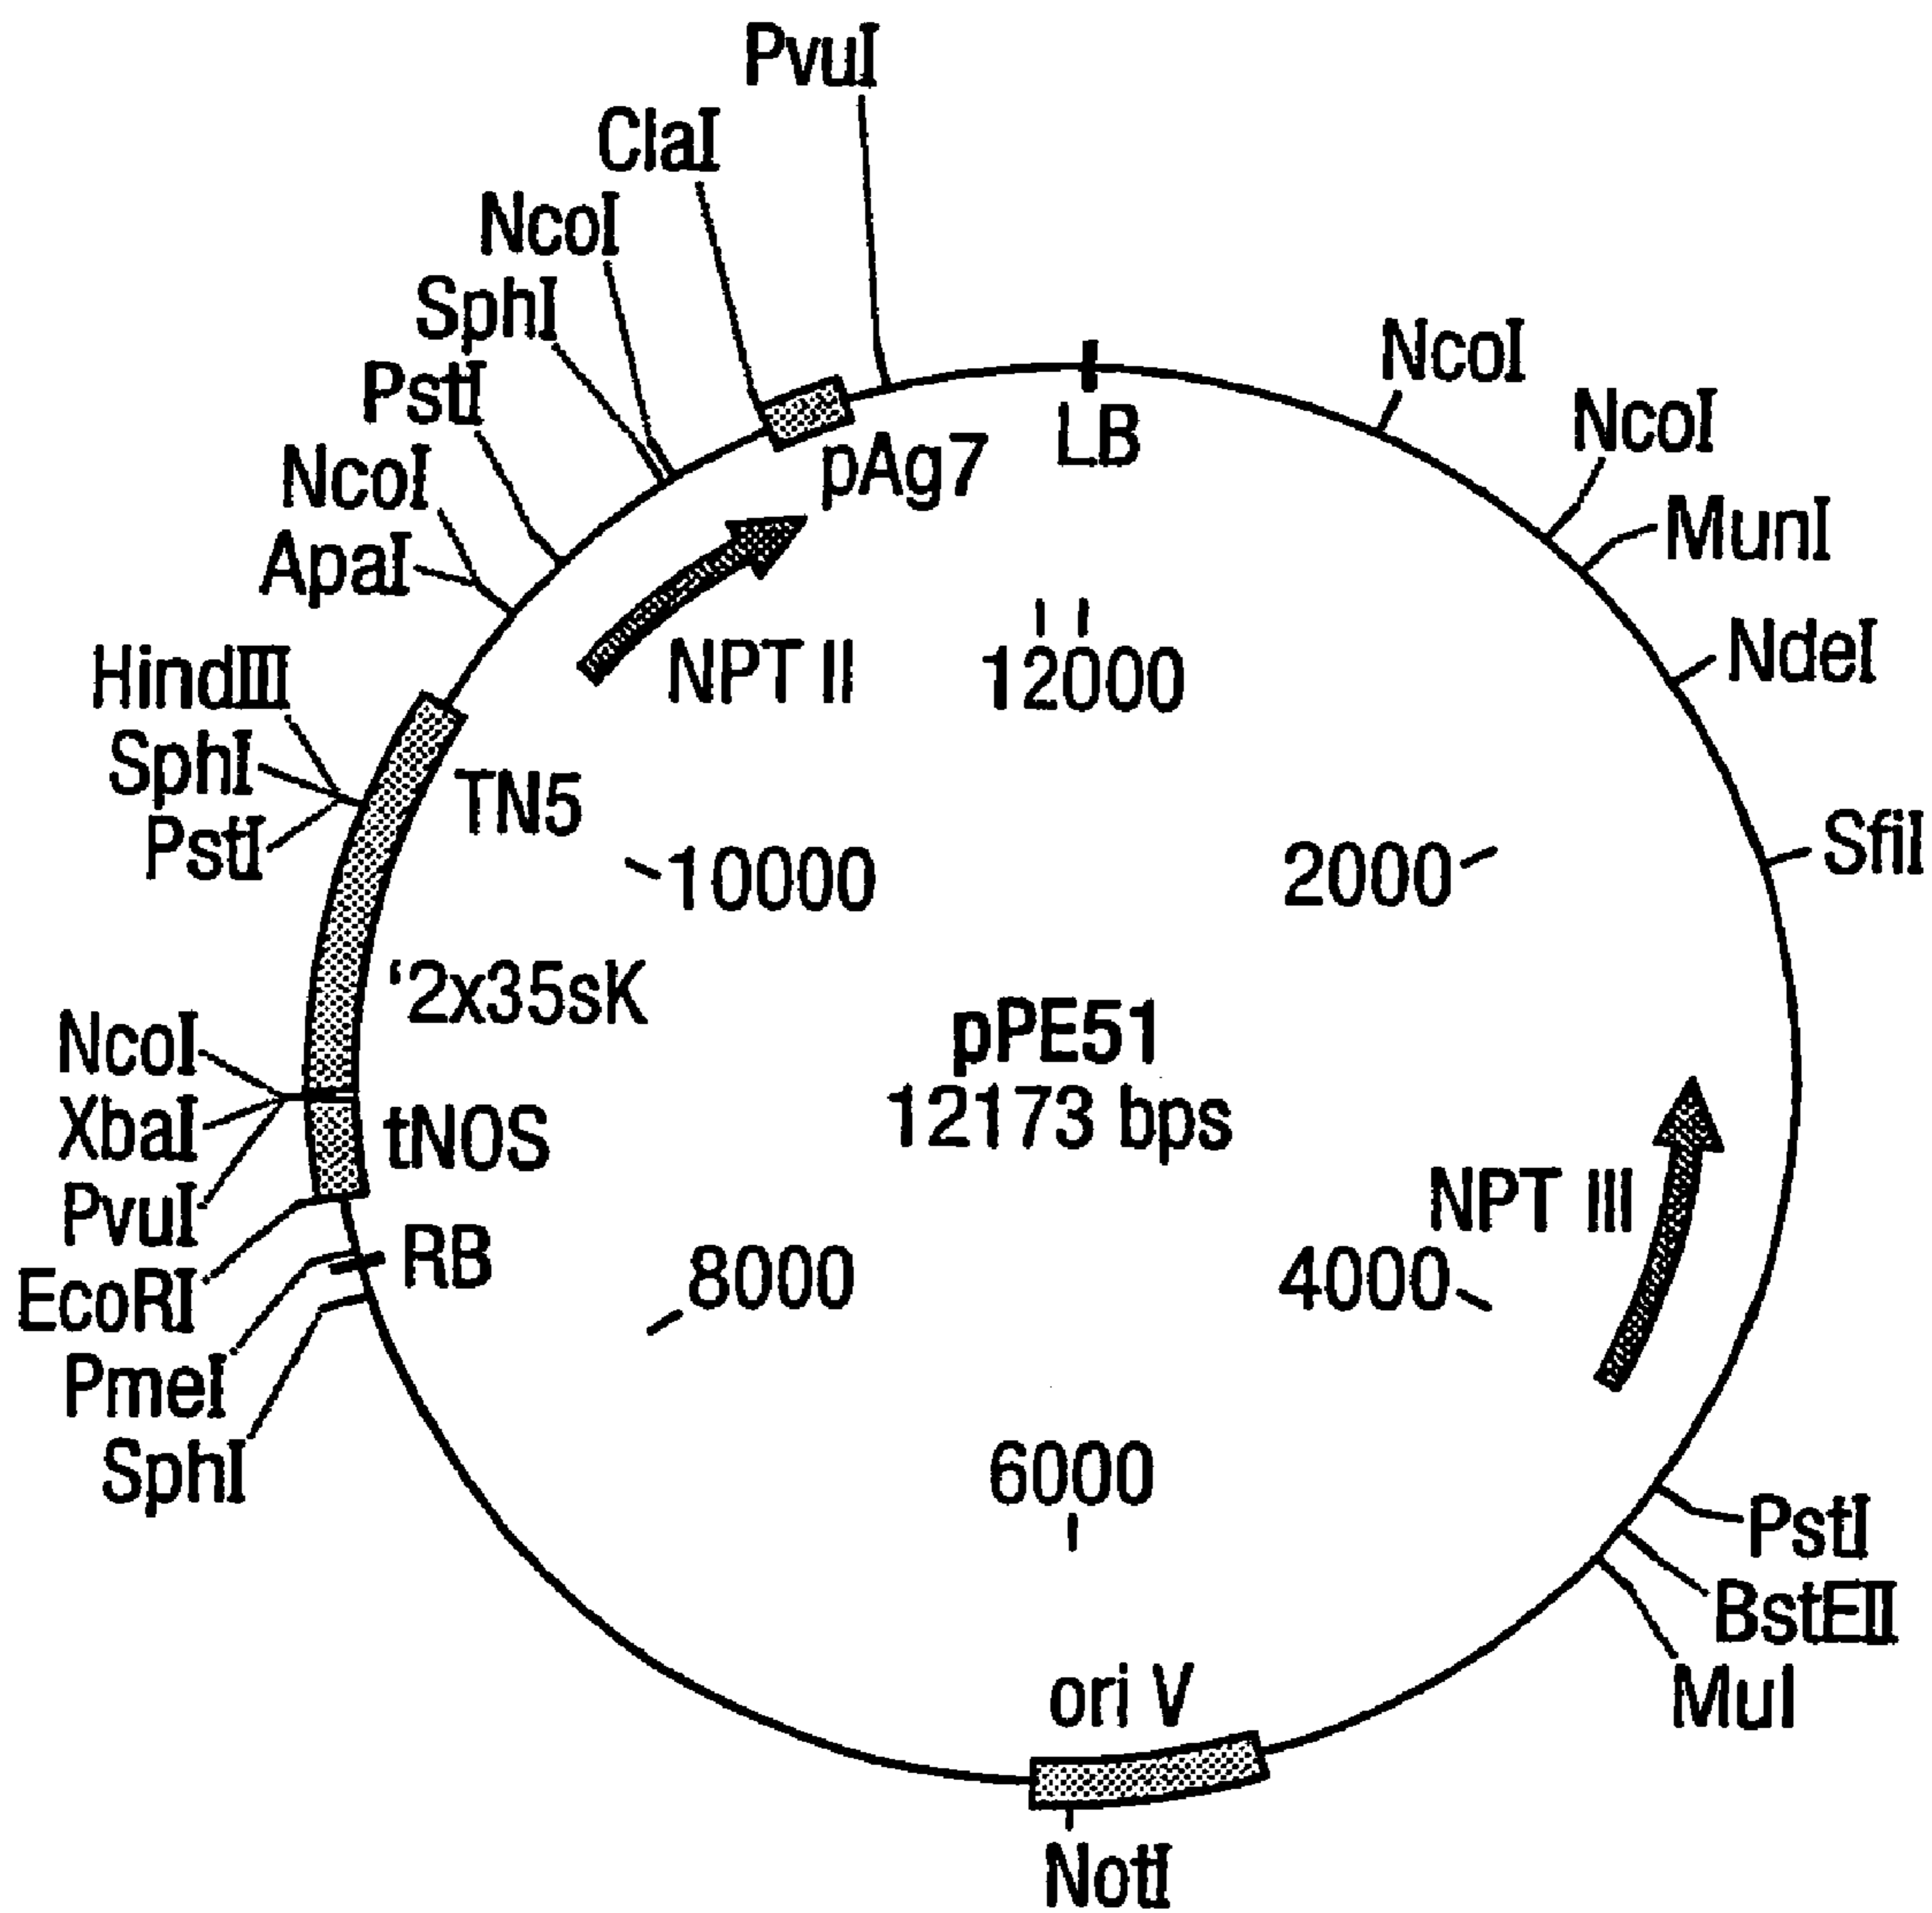 PvuI
ClaI
NcoI
SphI
PstI
NcoI
ApaI
HindIII
SphI
PstI
NcoI
XbaI
PvuI
EcoRI
PmeI
SphI
NcoI
NcoI
MunI
NdeI
SfiI
PstI
BstEII
MuI
NotI
LB
pAg7
NPT II
TN5
‘2x35sK
tNOS
RB
12000
10000
2000
pPE51
12173 bps
NPT III
8000
4000
6000
ori V